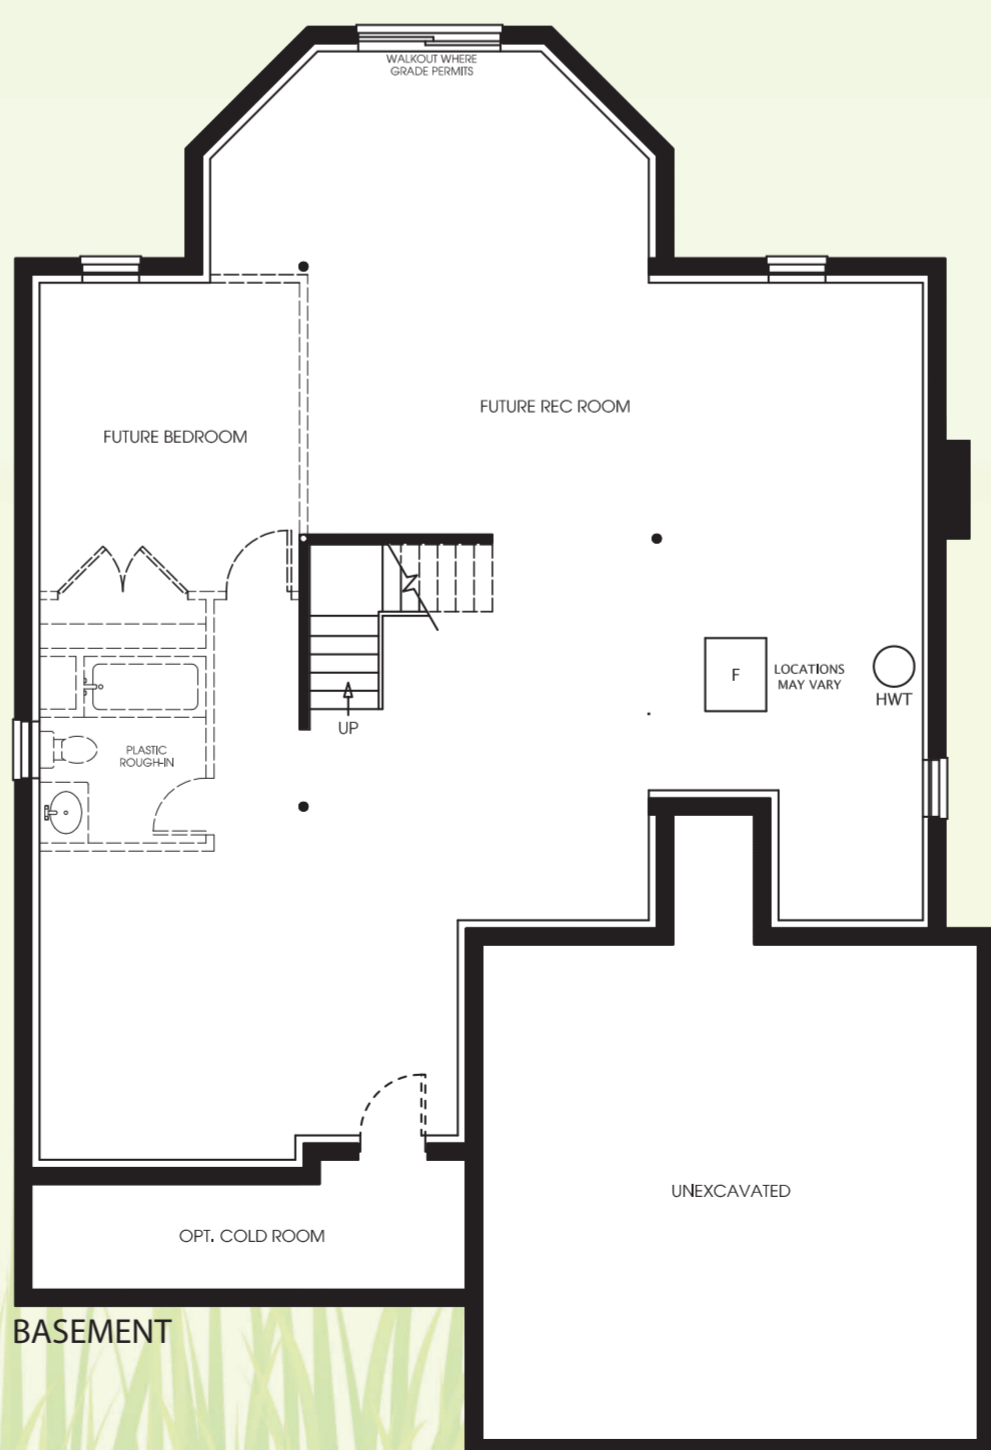 WALKOUT WHERE
GRADE PERMITS
FUTURE REC ROOM
FUTURE BEDROOM
F
LOCATIONS
MAY VARY
HWT
UP
PLASTIC
ROUGH-IN
UNEXCAVATED
OPT. COLD ROOM
BASEMENT